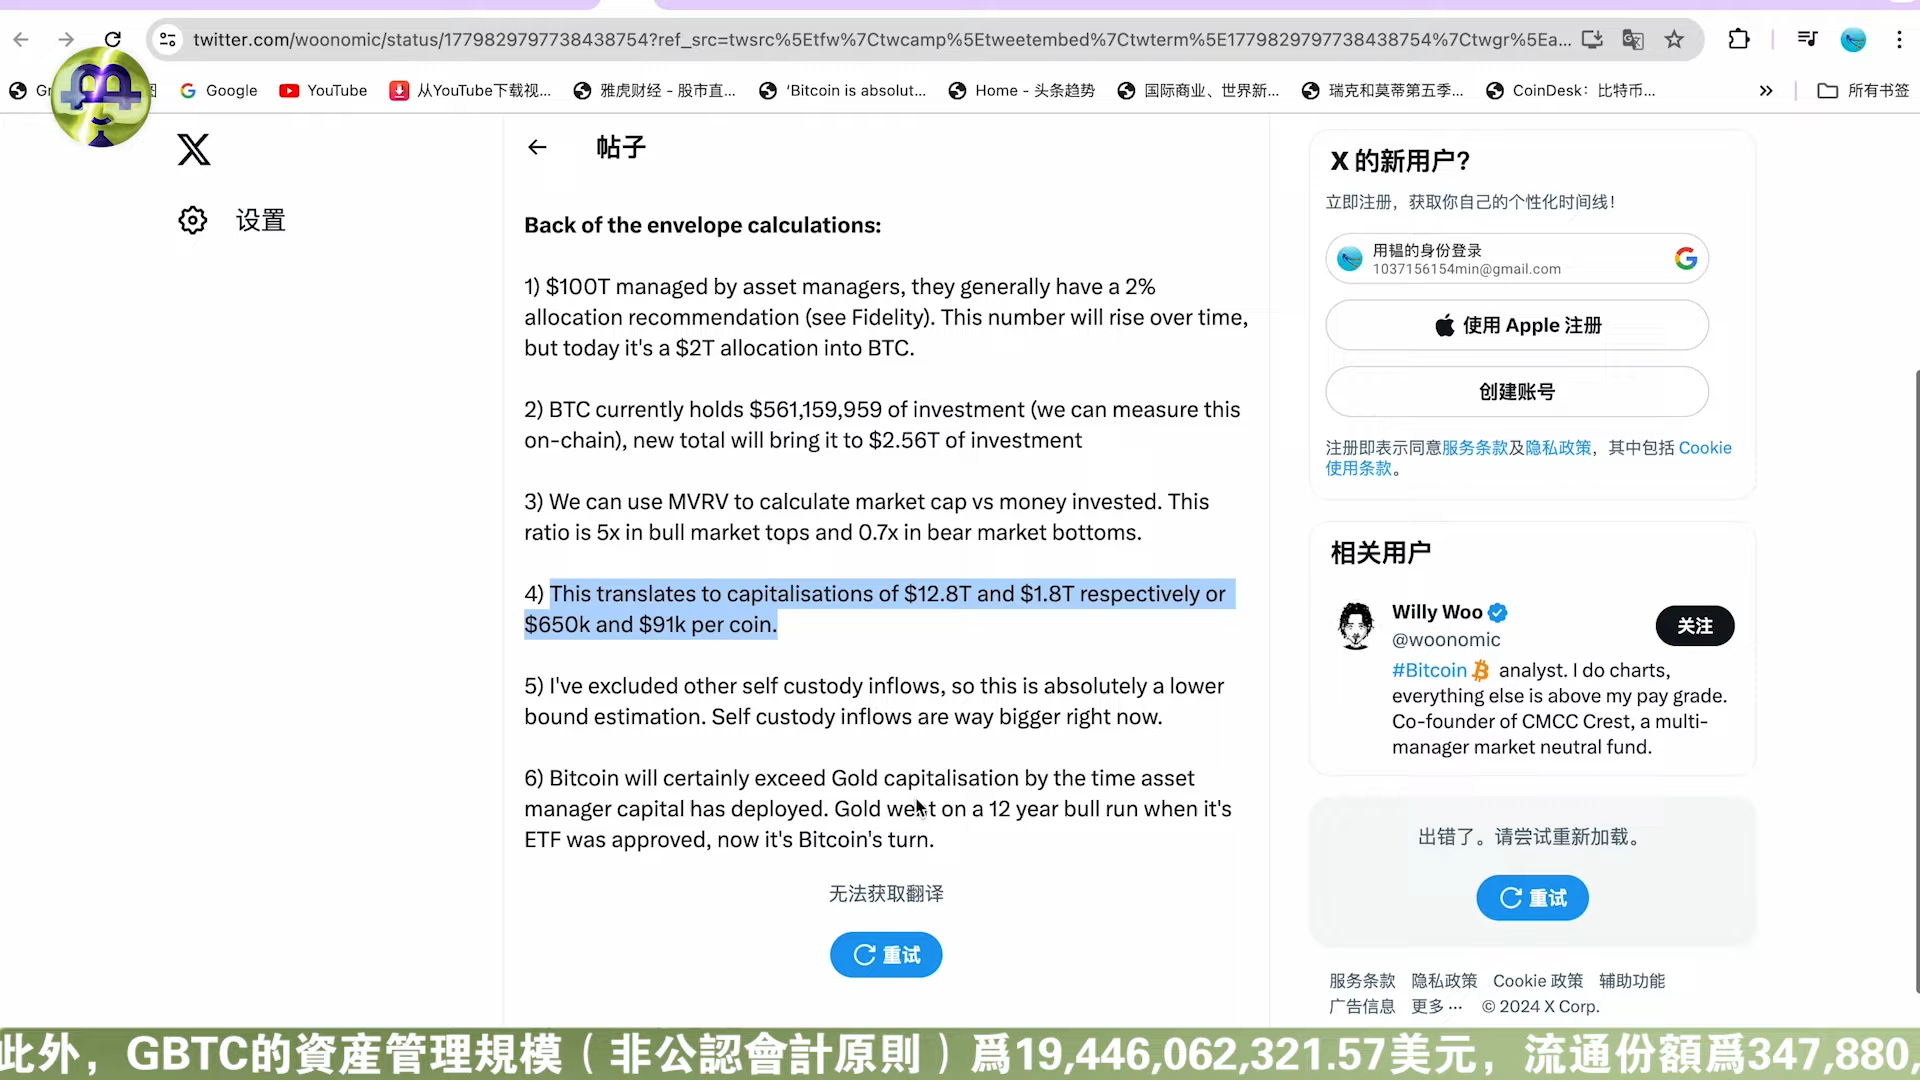 twitter.com/woonomic/status/1779829797738438754?ref_src=twsrc%5Etfw%7Ctwcamp%5Etweetembed%7Ctwterm%5E1779829797738438754%7Ctwgr%5Ea...
Google
YouTube
从YouTube下载视...
雅虎财经 - 股市直...
‘Bitcoin is absolut...
Home - 头条趋势
国际商业、世界新...
瑞克和莫蒂第五季...
CoinDesk：比特币...
所有书签
设置
帖子
Back of the envelope calculations:
1) $100T managed by asset managers, they generally have a 2%
allocation recommendation (see Fidelity). This number will rise over time,
but today it's a $2T allocation into BTC.
2) BTC currently holds $561,159,959 of investment (we can measure this
on-chain), new total will bring it to $2.56T of investment
3) We can use MVRV to calculate market cap vs money invested. This
ratio is 5x in bull market tops and 0.7x in bear market bottoms.
4) This translates to capitalisations of $12.8T and $1.8T respectively or
$650k and $91k per coin.
5) I've excluded other self custody inflows, so this is absolutely a lower
bound estimation. Self custody inflows are way bigger right now.
6) Bitcoin will certainly exceed Gold capitalisation by the time asset
manager capital has deployed. Gold went on a 12 year bull run when it's
ETF was approved, now it's Bitcoin's turn.
无法获取翻译
重试
X 的新用户？
立即注册，获取你自己的个性化时间线！
用韫的身份登录
1037156154min@gmail.com
使用 Apple 注册
创建账号
注册即表示同意服务条款及隐私政策，其中包括 Cookie
使用条款。
相关用户
Willy Woo
@woonomic
关注
#Bitcoin analyst. I do charts,
everything else is above my pay grade.
Co-founder of CMCC Crest, a multi-
manager market neutral fund.
出错了。请尝试重新加载。
重试
服务条款 隐私政策 Cookie 政策 辅助功能
广告信息 更多 ··· © 2024 X Corp.
此外，GBTC的資産管理規模（非公認會計原則）爲19,446,062,321.57美元，流通份額爲347,880,